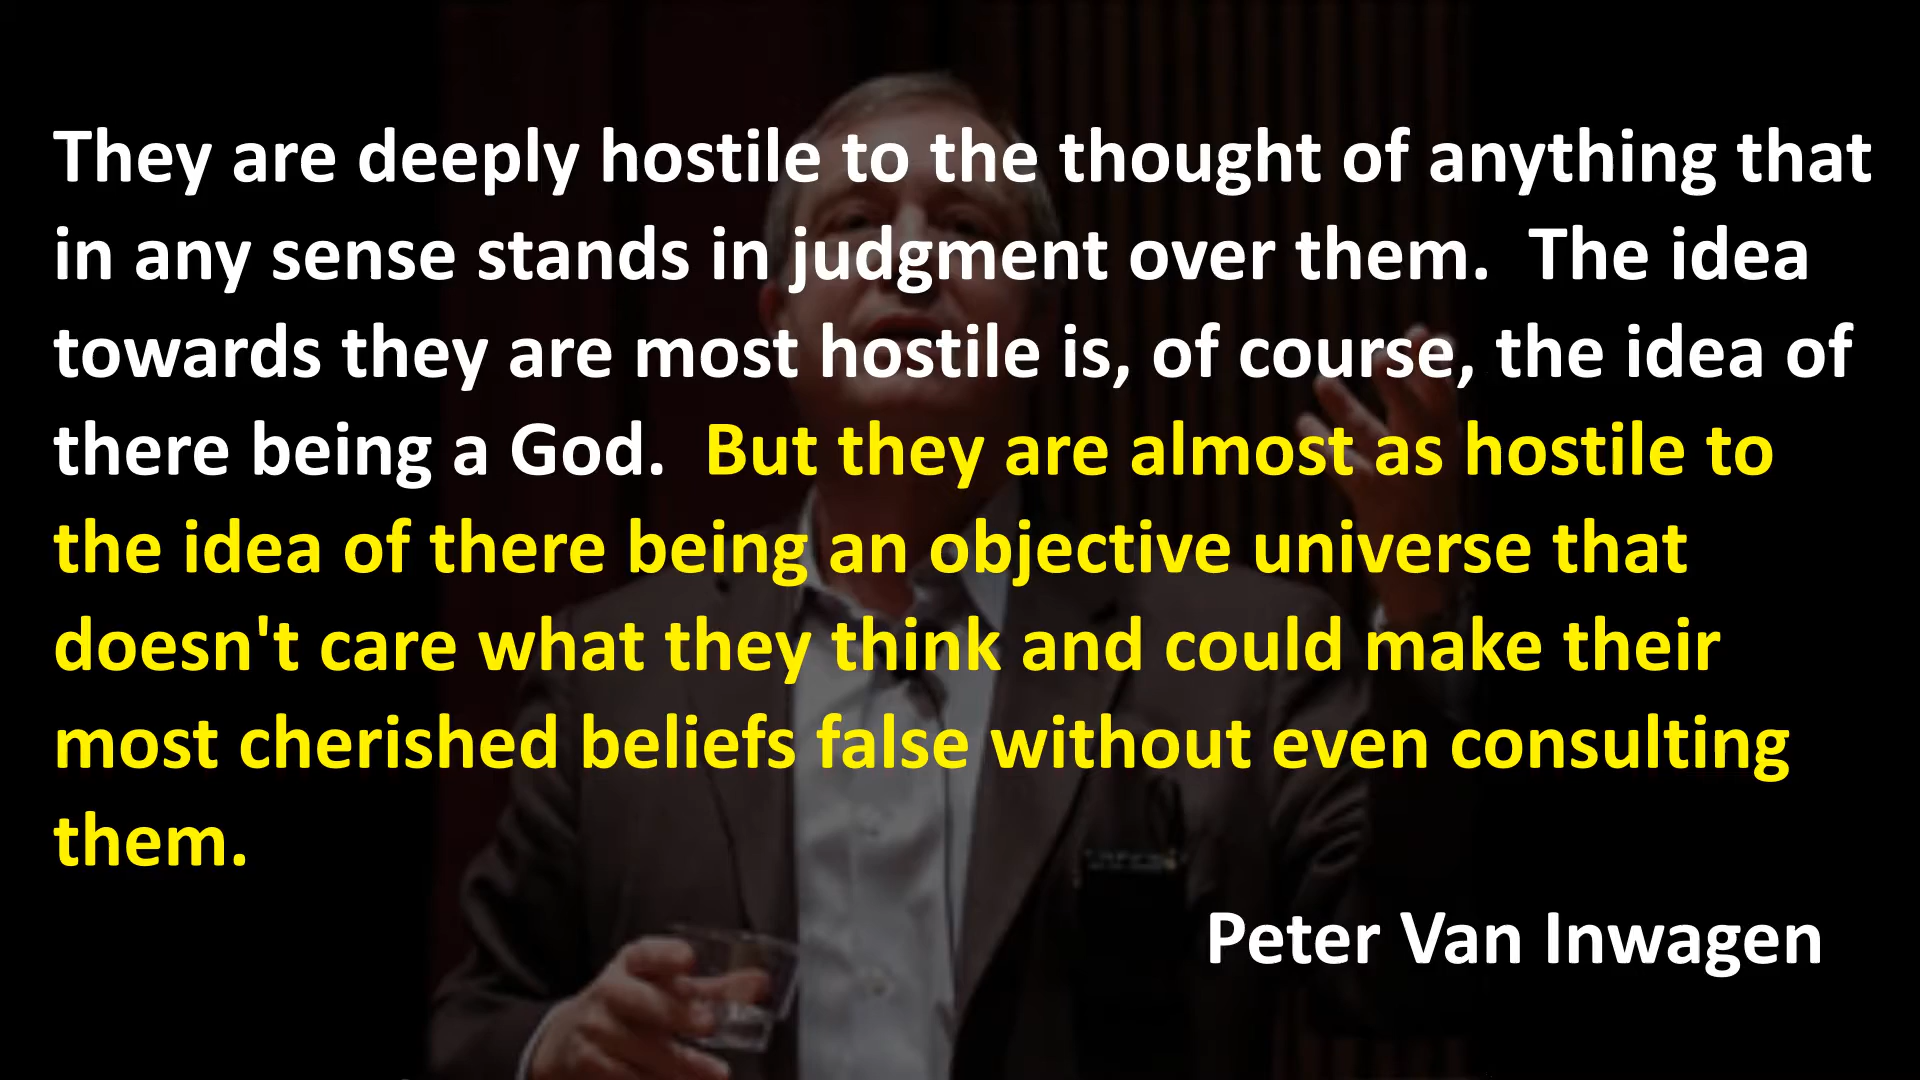 They are deeply hostile to the thought of anything that
in any sense stands in judgment over them.  The idea
towards they are most hostile is, of course, the idea of
there being a God.  But they are almost as hostile to
the idea of there being an objective universe that
doesn't care what they think and could make their
most cherished beliefs false without even consulting
them.
Peter Van Inwagen